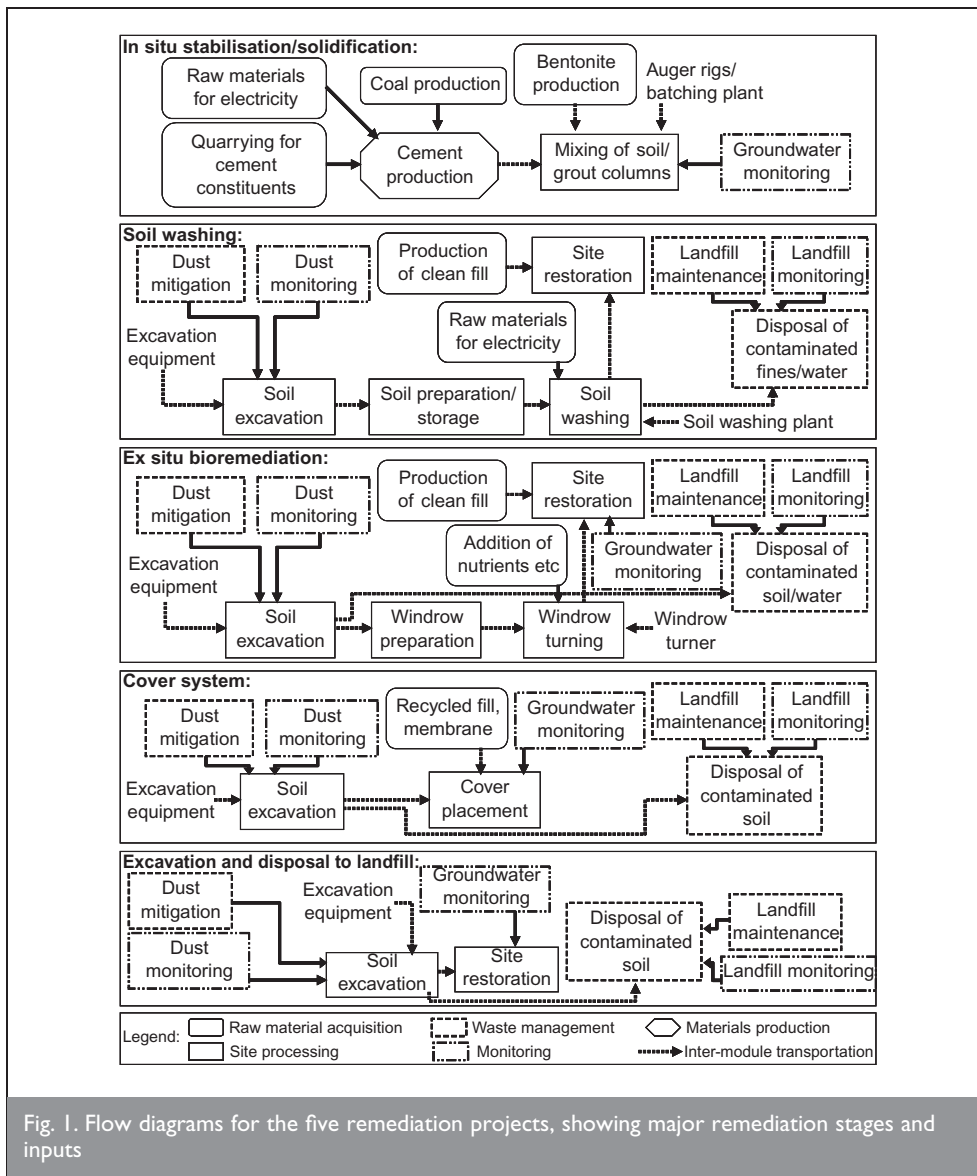 In situ stabilisation/solidification:
Raw materials
for electricity
Coal production
Bentonite
production
Auger rigs/
batching plant
Quarrying for
cement
constituents
Cement
production
Mixing of soil/
grout columns
Groundwater
monitoring
Soil washing:
Dust
mitigation
Dust
monitoring
Production
of clean fill
Site
restoration
Landfill
maintenance
Landfill
monitoring
Excavation
equipment
Raw materials
for electricity
Disposal of
contaminated
fines/water
Soil
excavation
Soil preparation/
storage
Soil
washing
Soil washing plant
Ex situ bioremediation:
Dust
mitigation
Dust
monitoring
Production
of clean fill
Site
restoration
Landfill
maintenance
Landfill
monitoring
Excavation
equipment
Addition of
nutrients etc
Groundwater
monitoring
Disposal of
contaminated
soil/water
Soil
excavation
Windrow
preparation
Windrow
turning
Windrow
turner
Cover system:
Dust
mitigation
Dust
monitoring
Recycled fill,
membrane
Groundwater
monitoring
Landfill
maintenance
Landfill
monitoring
Excavation
equipment
Soil
excavation
Cover
placement
Disposal of
contaminated
soil
Excavation and disposal to landfill:
Dust
mitigation
Excavation
equipment
Groundwater
monitoring
Disposal of
contaminated
soil
Landfill
maintenance
Dust
monitoring
Soil
excavation
Site
restoration
Landfill monitoring
Legend:
Raw material acquisition
Waste management
Materials production
Site processing
Monitoring
Inter-module transportation
Fig. 1. Flow diagrams for the five remediation projects, showing major remediation stages and
inputs